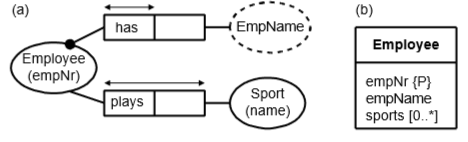 (a)
has
EmpName
Employee
(empNr)
plays
Sport
(name)
(b)
Employee
empNr {P}
empName
sports [0..*]